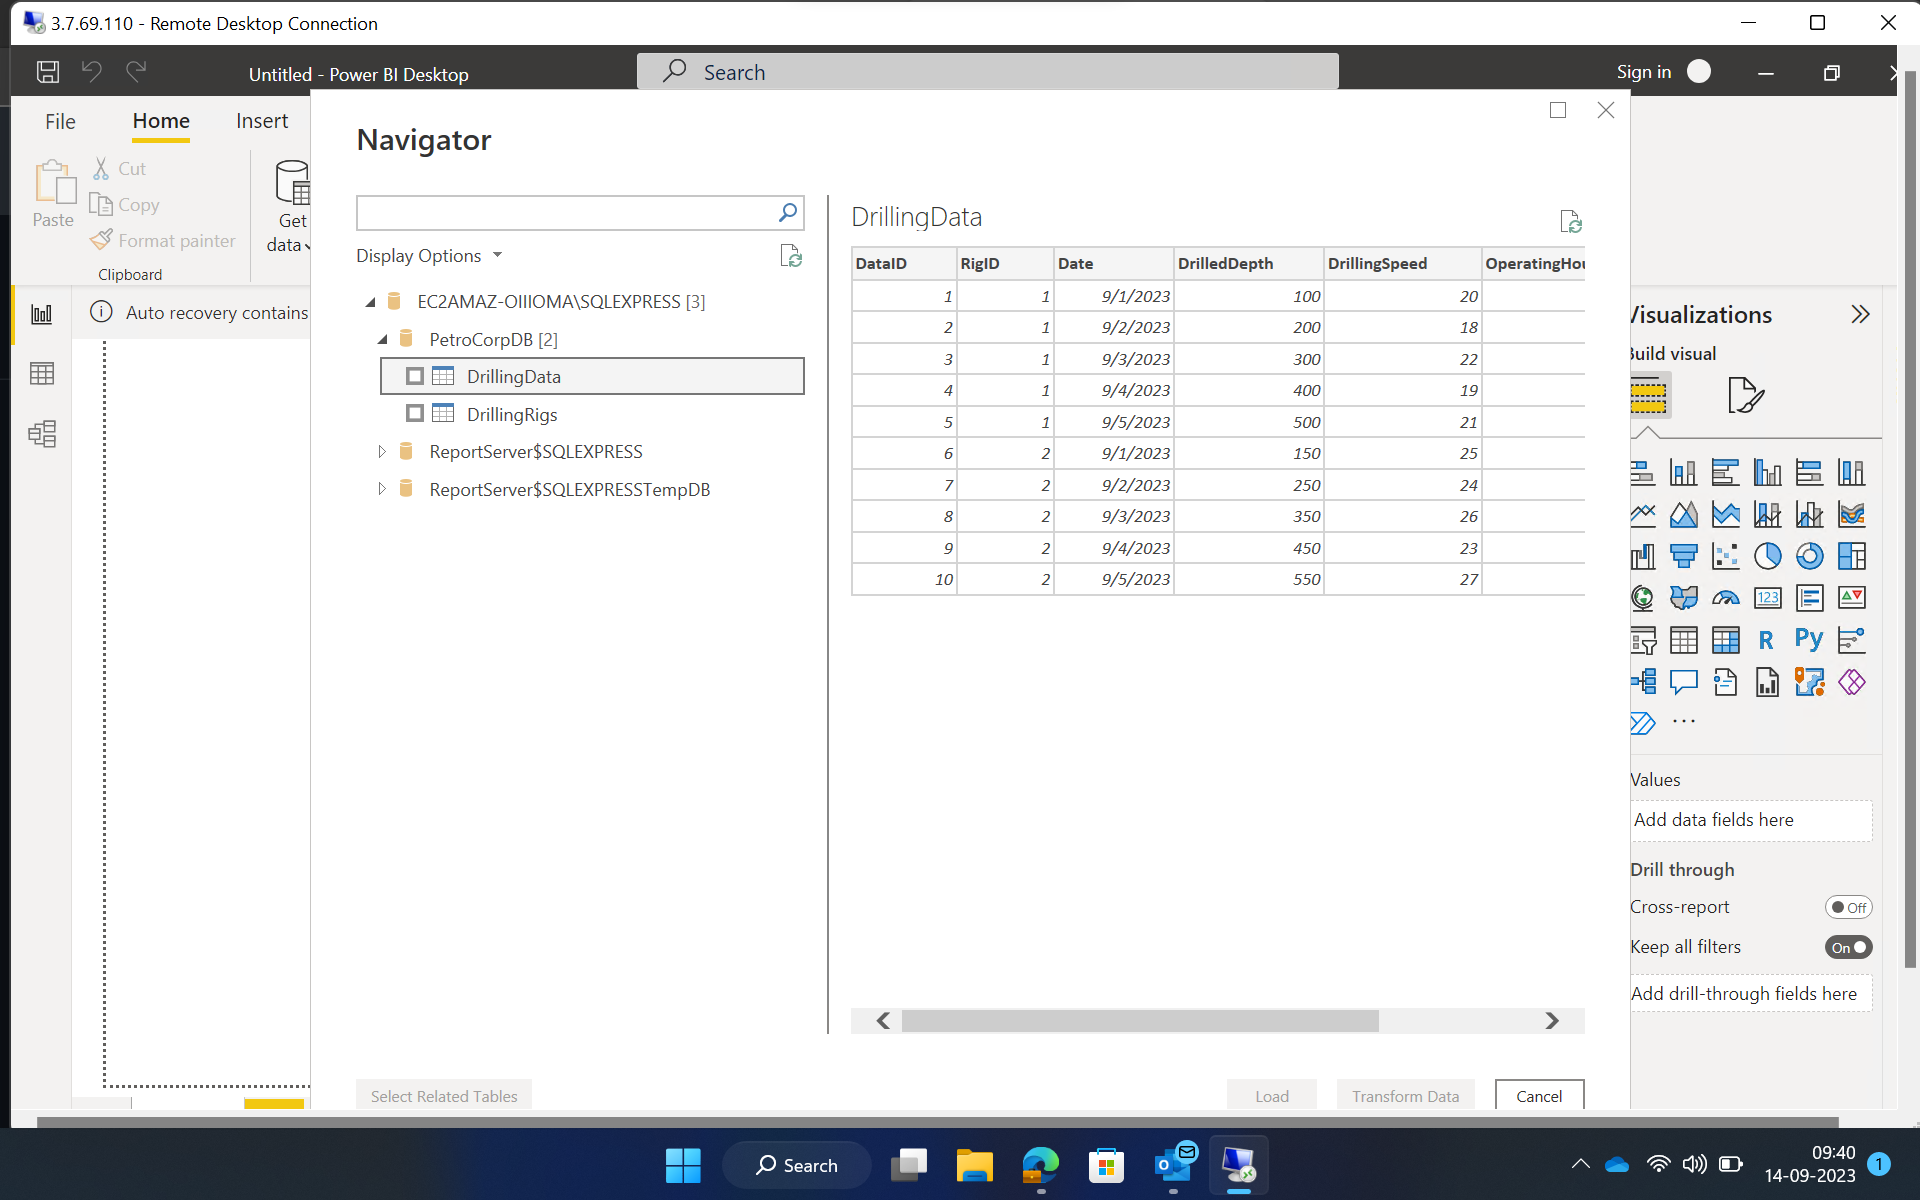 3.7.69.110 - Remote Desktop Connection
Untitled - Power BI Desktop
Search
Sign in
File
Home
Insert
Paste
Cut
Copy
Format painter
Clipboard
Get
data
Auto recovery contains
Navigator
Display Options
EC2AMAZ-OIIIOMA\SQLEXPRESS [3]
PetroCorpDB [2]
DrillingData
DrillingRigs
ReportServer$SQLEXPRESS
ReportServer$SQLEXPRESSTempDB
DrillingData
DataID RigID Date DrilledDepth DrillingSpeed OperatingHou
1 1 9/1/2023 100 20
2 1 9/2/2023 200 18
3 1 9/3/2023 300 22
4 1 9/4/2023 400 19
5 1 9/5/2023 500 21
6 2 9/1/2023 150 25
7 2 9/2/2023 250 24
8 2 9/3/2023 350 26
9 2 9/4/2023 450 23
10 2 9/5/2023 550 27
Select Related Tables
Load
Transform Data
Cancel
Visualizations
Build visual
123
R
Py
Values
Add data fields here
Drill through
Cross-report
Off
Keep all filters
On
Add drill-through fields here
Search
09:40
14-09-2023
1